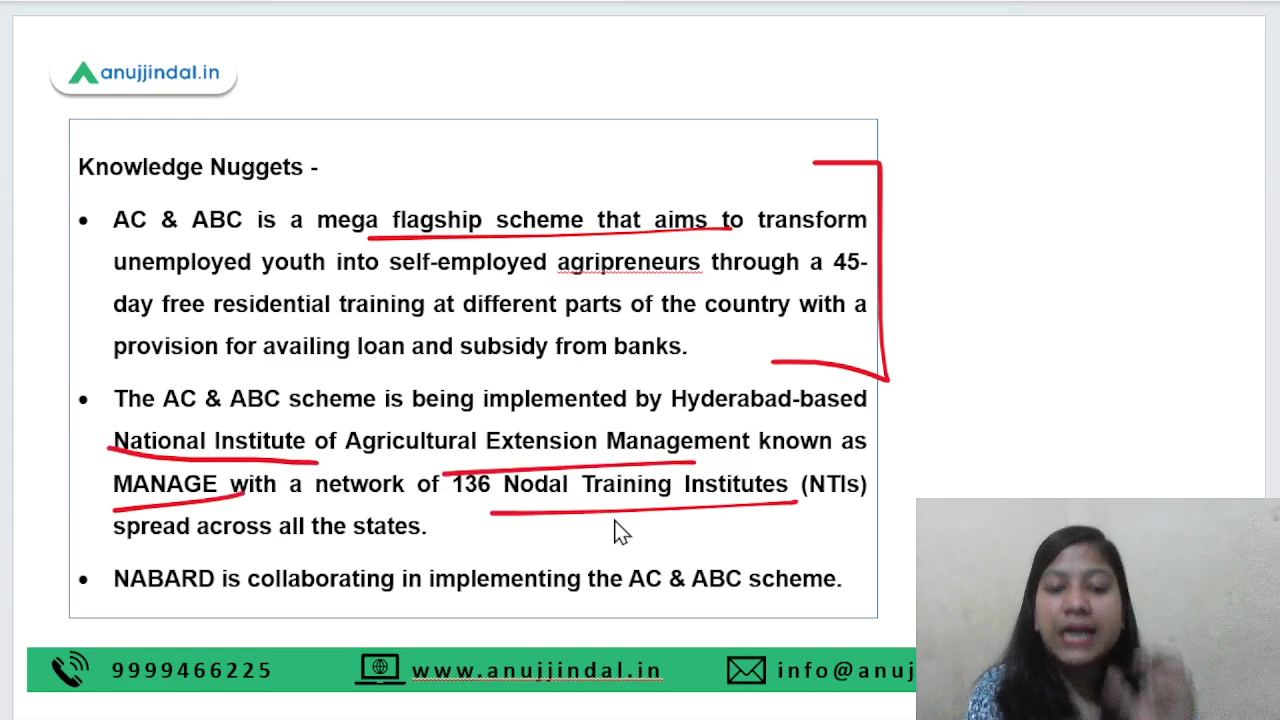 anujjindal.in
Knowledge Nuggets -
• AC & ABC is a mega flagship scheme that aims to transform
unemployed youth into self-employed agripreneurs through a 45-
day free residential training at different parts of the country with a
provision for availing loan and subsidy from banks.
• The AC & ABC scheme is being implemented by Hyderabad-based
National Institute of Agricultural Extension Management known as
MANAGE with a network of 136 Nodal Training Institutes (NTIs)
spread across all the states.
• NABARD is collaborating in implementing the AC & ABC scheme.
9999466225 www.anujjindal.in info@anuj